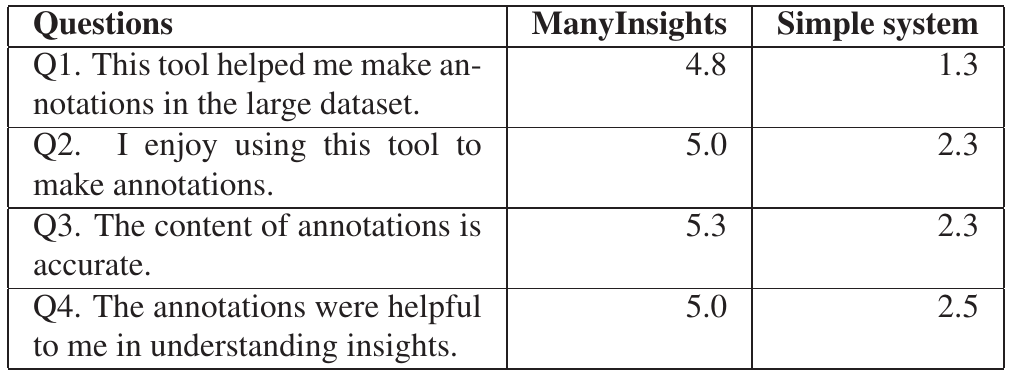 Questions ManyInsights Simple system
Q1. This tool helped me make an- 4.8 1.3
notations in the large dataset.
Q2. I enjoy using this tool to 5.0 2.3
make annotations.
Q3. The content of annotations is 5.3 2.3
accurate.
Q4. The annotations were helpful 5.0 2.5
to me in understanding insights.